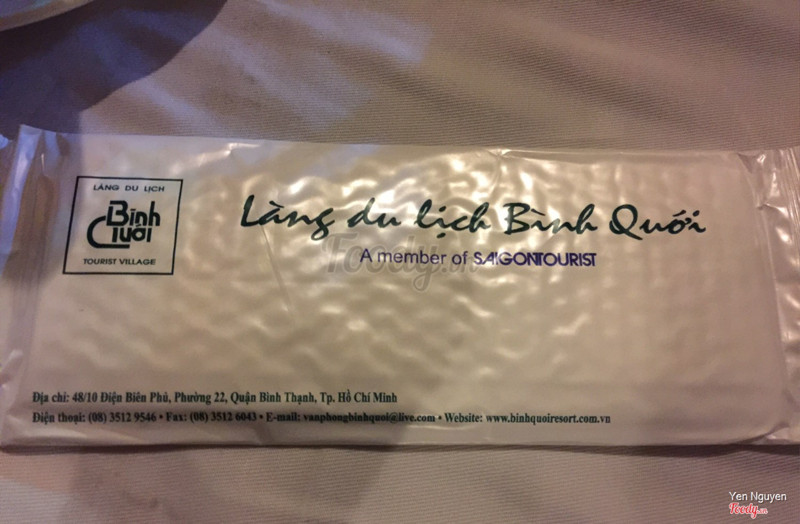 LÀNG DU LỊCH
Bình
Quới
TOURIST VILLAGE
Làng du lịch Bình Quới
A member of SAIGONTOURIST
Foody.vn
Địa chỉ: 48/10 Điện Biên Phủ, Phường 22, Quận Bình Thạnh, Tp. Hồ Chí Minh
Điện thoại: (08) 3512 9546 • Fax: (08) 3512 6043 • E-mail: vanphongbinhquoi@live.com • Website: www.binhquoiresort.com.vn
Yen Nguyen
Foody.vn